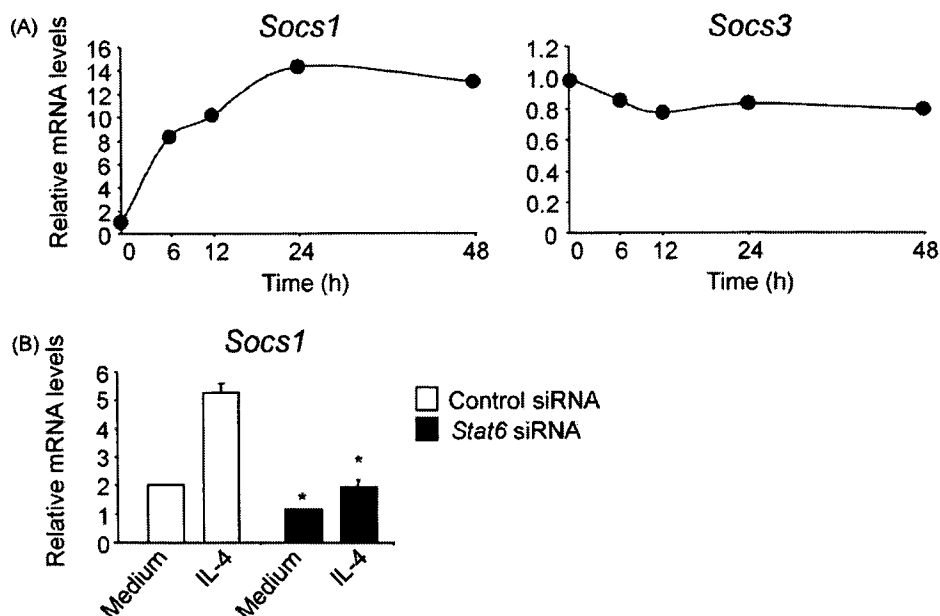 (A)
Socs1
Relative mRNA levels
16
14
12
10
8
6
4
2
0
0 6 12 24 48
Time (h)
Socs3
1.2
1.0
0.8
0.6
0.4
0.2
0
0 6 12 24 48
Time (h)
(B)
Socs1
Relative mRNA levels
6
5
4
3
2
1
0
* *
Medium IL-4 Medium IL-4
Control siRNA
Stat6 siRNA